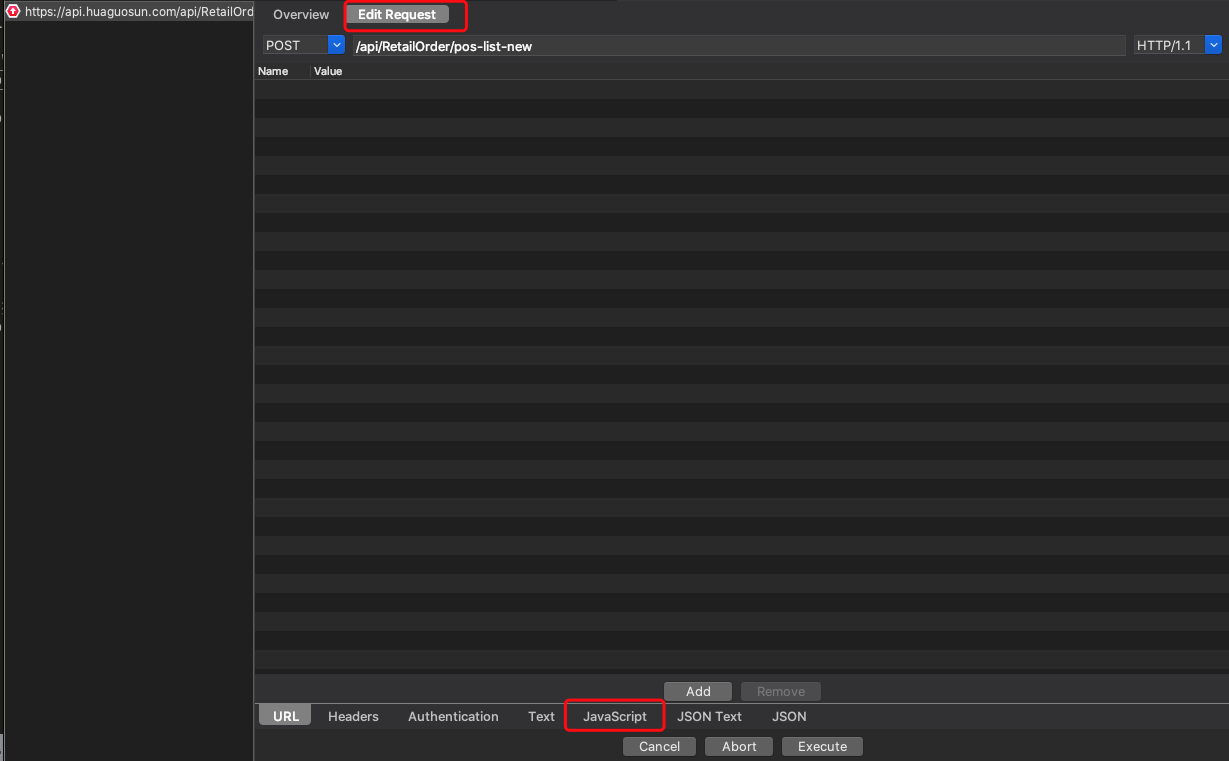 https://api.huaguosun.com/api/RetailOrd
Overview
Edit Request
POST
/api/RetailOrder/pos-list-new
HTTP/1.1
Name Value
Add Remove
URL Headers Authentication Text JavaScript JSON Text JSON
Cancel Abort Execute